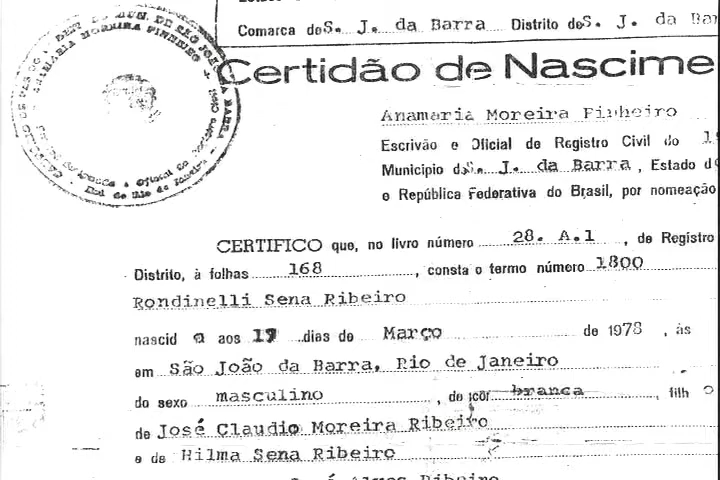 Comarca de S. J. da Barra Distrito de S. J. da Bar
Certidão de Nascime
Anamaria Moreira Pinheiro
Escrivão e Oficial de Registro Civil do 1
Município de S. J. da Barra, Estado d
e República Federativa do Brasil, por nomeação
CERTIFICO que, no livro número 28. A.1 , de Registro
Distrito, à folhas 168 , consta o termo número 1800
Rondinelli Sena Ribeiro
nascid o aos 17 dias de Março de 1978 , às
em São João da Barra, Rio de Janeiro
do sexo masculino , de cor branca , filh o
de José Claudio Moreira Ribeiro
e de Hilma Sena Ribeiro